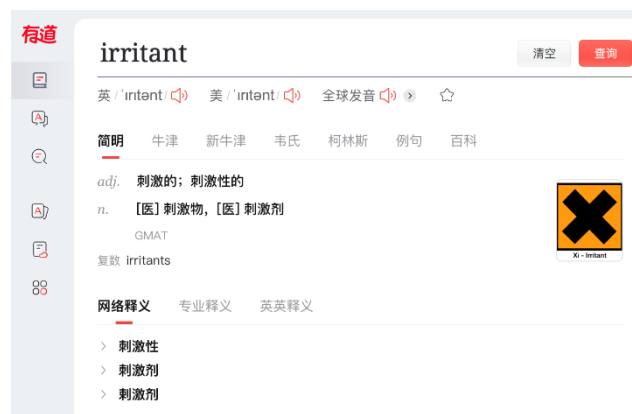 有道
irritant
清空
查询
英 / ˈɪrɪtənt / 美 / ˈɪrɪtənt / 全球发音
简明 牛津 新牛津 韦氏 柯林斯 例句 百科
adj. 刺激的；刺激性的
n. [医] 刺激物，[医] 刺激剂
GMAT
复数 irritants
Xi - Irritant
网络释义 专业释义 英英释义
刺激性
刺激剂
刺激剂